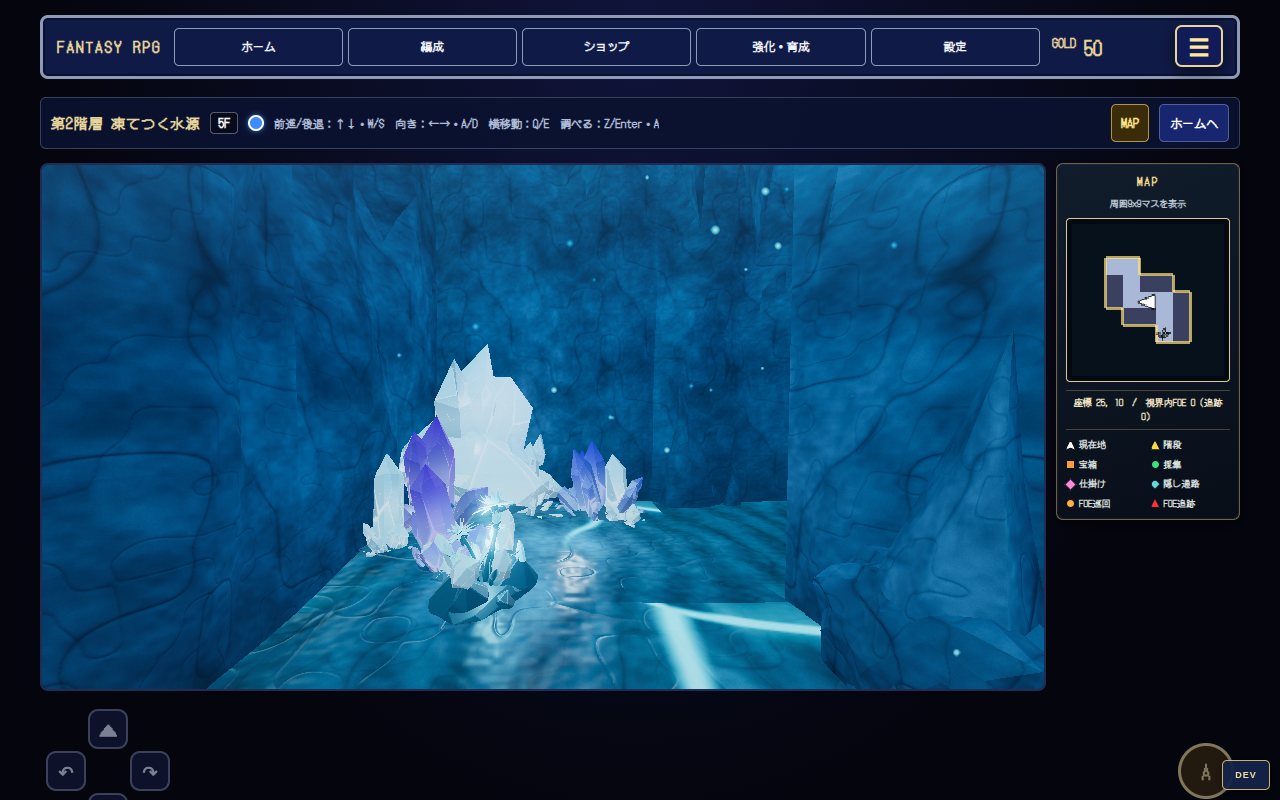 FANTASY RPG
ホーム
編成
ショップ
強化・育成
設定
GOLD 50
第2階層 凍てつく水源
5F
前進/後退：↑↓・W/S 向き：←→・A/D 横移動：Q/E 調べる：Z/Enter・A
MAP
ホームへ
MAP
周囲9x9マスを表示
座標 25, 10 / 視界内FOE 0（追跡
0）
現在地
階段
宝箱
採集
仕掛け
隠し通路
FOE巡回
FOE追跡
A
DEV